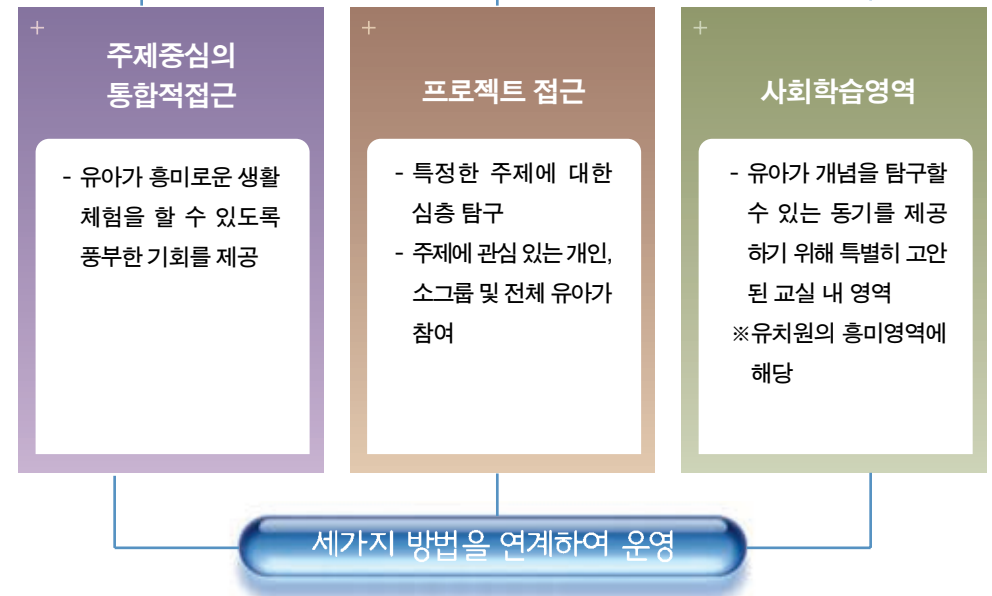 주제중심의
통합적접근
- 유아가 흥미로운 생활
체험을 할 수 있도록
풍부한 기회를 제공
프로젝트 접근
- 특정한 주제에 대한
심층 탐구
- 주제에 관심 있는 개인,
소그룹 및 전체 유아가
참여
사회학습영역
- 유아가 개념을 탐구할
수 있는 동기를 제공
하기 위해 특별히 고안
된 교실 내 영역
※유치원의 흥미영역에
해당
세가지 방법을 연계하여 운영